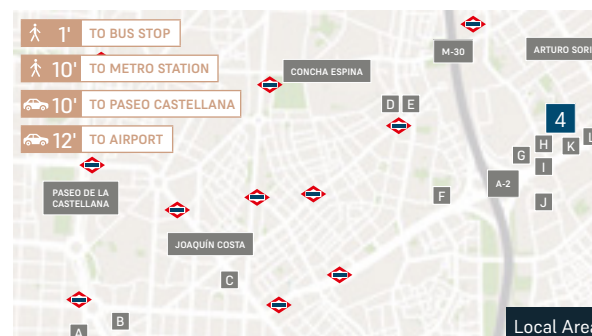 1' TO BUS STOP
10' TO METRO STATION
10' TO PASEO CASTELLANA
12' TO AIRPORT
M-30
ARTURO SORI
CONCHA ESPINA
D E
4
H
K
L
G
I
A-2
PASEO DE LA
CASTELLANA
F
J
JOAQUÍN COSTA
C
B
A
Local Area